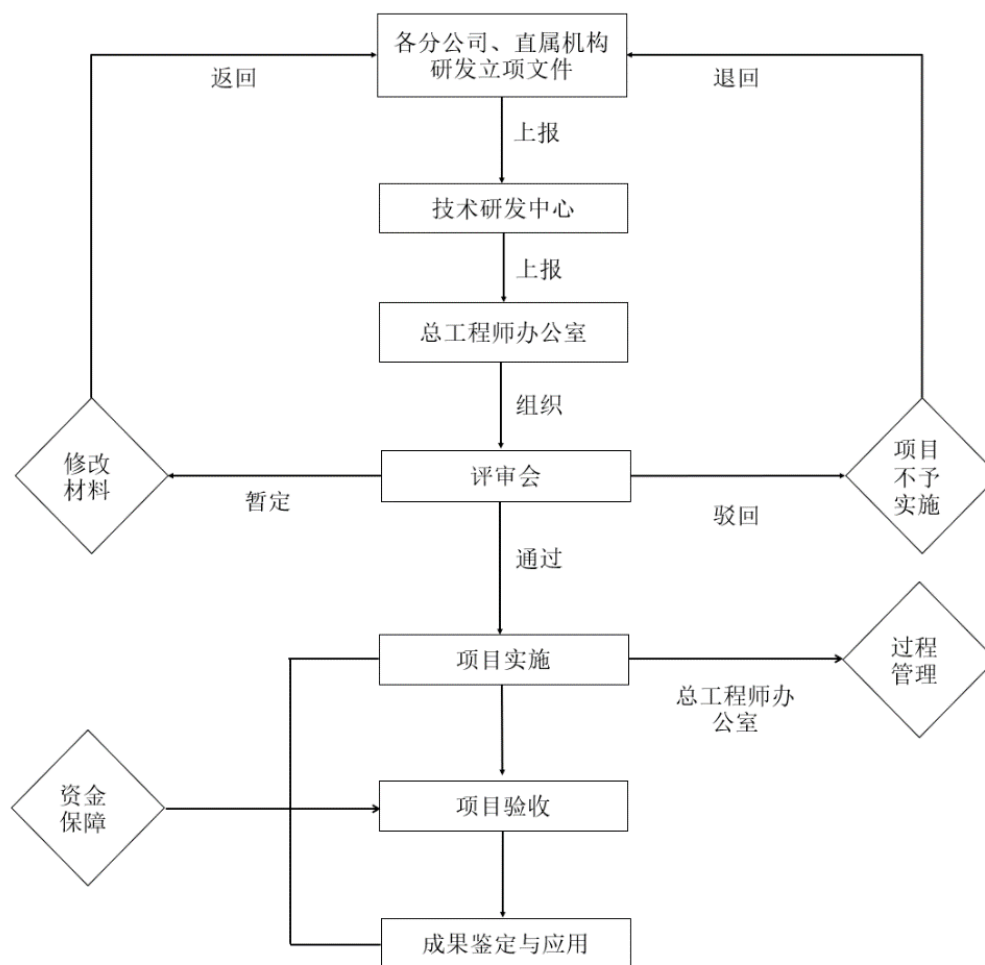 各分公司、直属机构
研发立项文件
返回
退回
上报
技术研发中心
上报
总工程师办公室
组织
修改
材料
评审会
项目
不予
实施
暂定
驳回
通过
项目实施
过程
管理
总工程师办
公室
资金
保障
项目验收
成果鉴定与应用